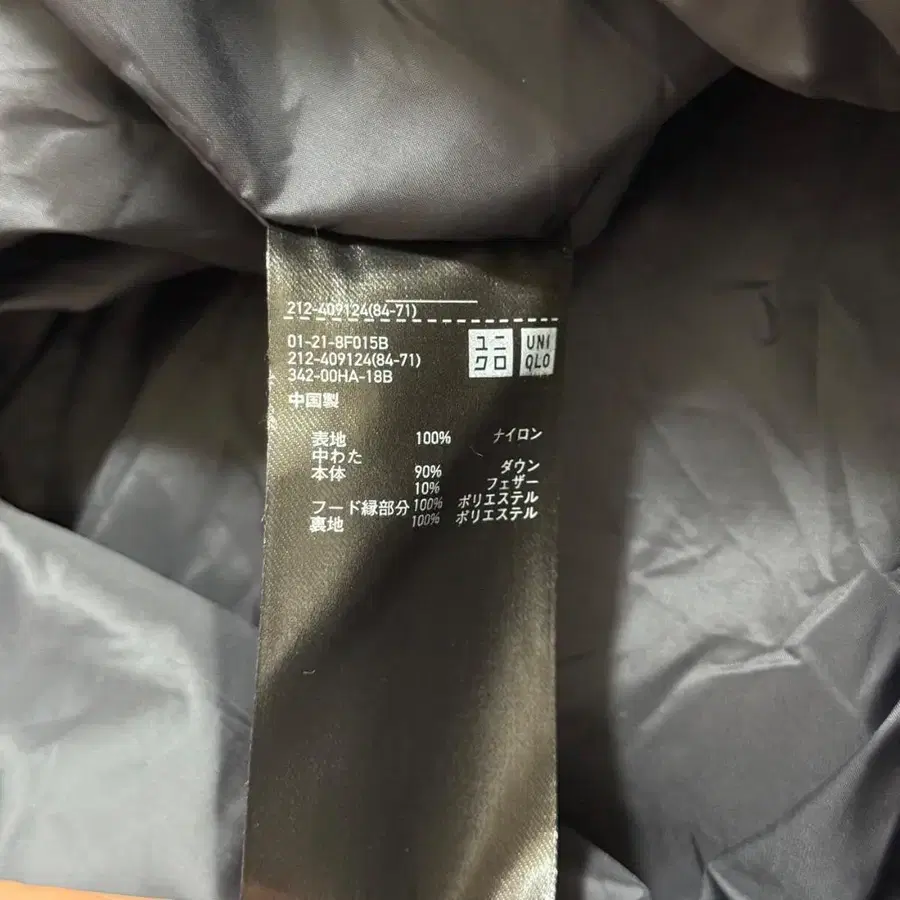 212-409124(84-71)
01-21-8F015B
212-409124(84-71)
342-00HA-18B
ユニ
クロ
UNI
QLO
中国製
表地 100% ナイロン
中わた
本体 90% ダウン
10% フェザー
フード縁部分 100% ポリエステル
裏地 100% ポリエステル